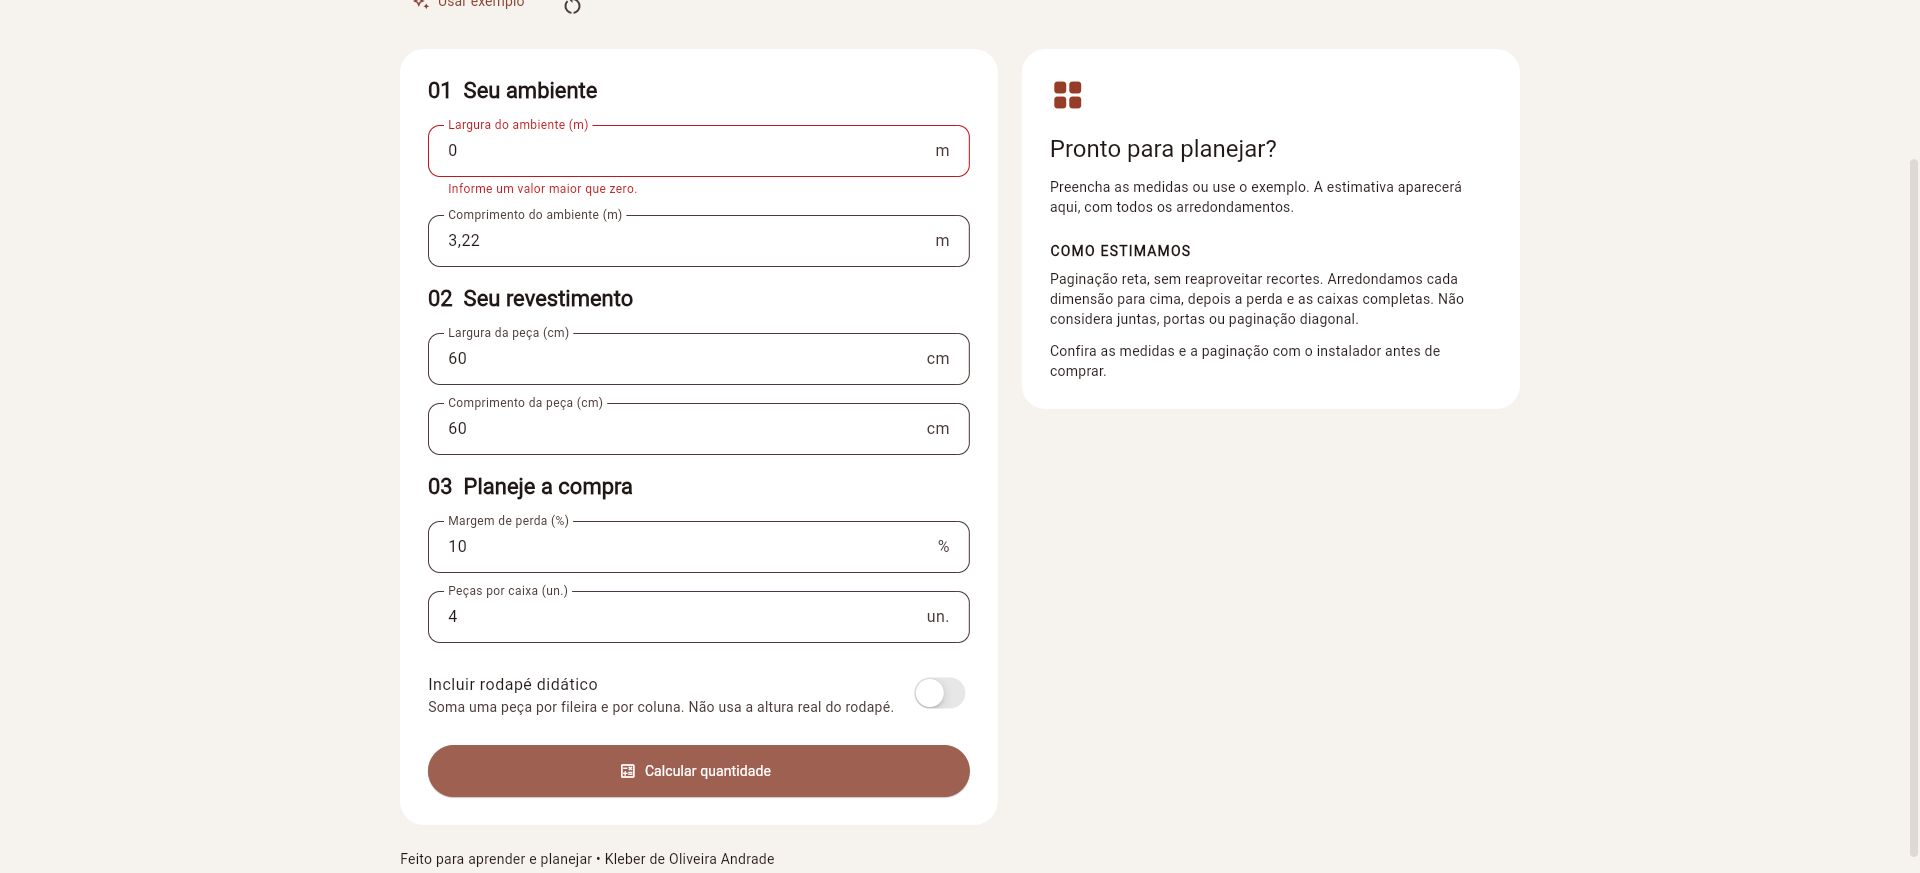 Usar exemplo
01 Seu ambiente
Largura do ambiente (m)
0 m
Informe um valor maior que zero.
Comprimento do ambiente (m)
3,22 m
02 Seu revestimento
Largura da peça (cm)
60 cm
Comprimento da peça (cm)
60 cm
03 Planeje a compra
Margem de perda (%)
10 %
Peças por caixa (un.)
4 un.
Incluir rodapé didático
Soma uma peça por fileira e por coluna. Não usa a altura real do rodapé.
Calcular quantidade
Pronto para planejar?
Preencha as medidas ou use o exemplo. A estimativa aparecerá
aqui, com todos os arredondamentos.
COMO ESTIMAMOS
Paginação reta, sem reaproveitar recortes. Arredondamos cada
dimensão para cima, depois a perda e as caixas completas. Não
considera juntas, portas ou paginação diagonal.
Confira as medidas e a paginação com o instalador antes de
comprar.
Feito para aprender e planejar • Kleber de Oliveira Andrade